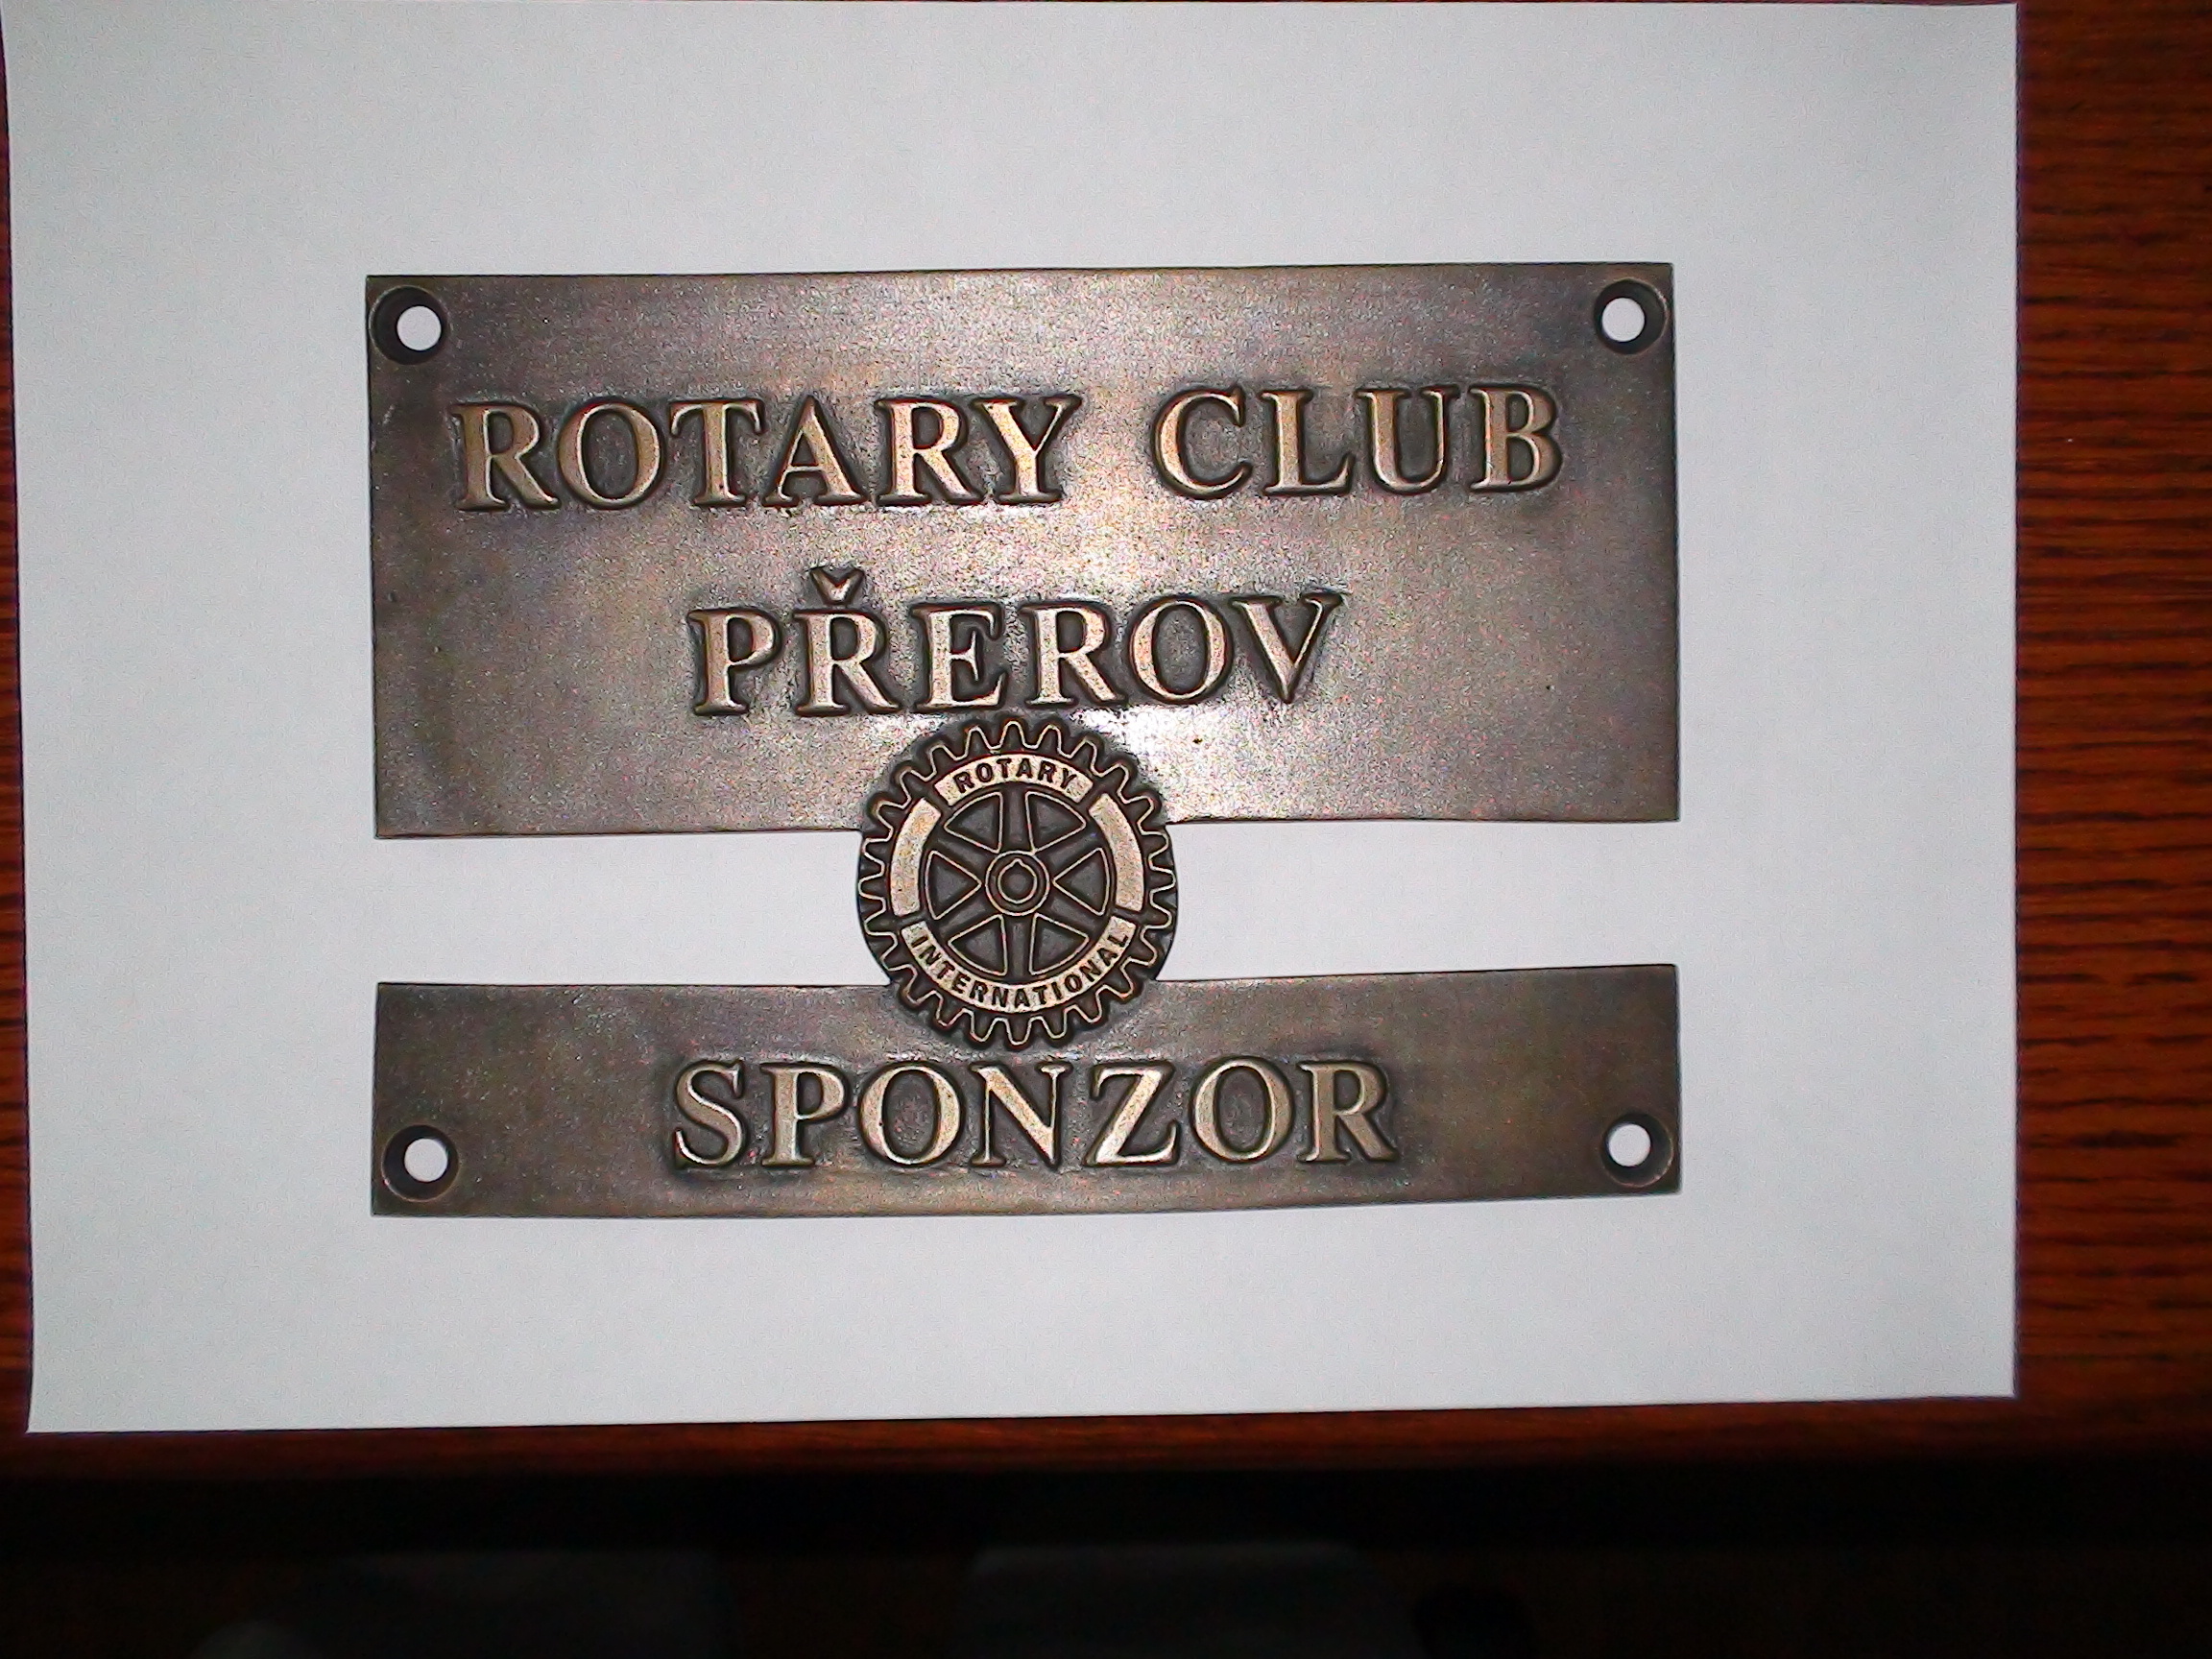 ROTARY CLUB
PŘEROV
ROTARY
INTERNATIONAL
SPONZOR